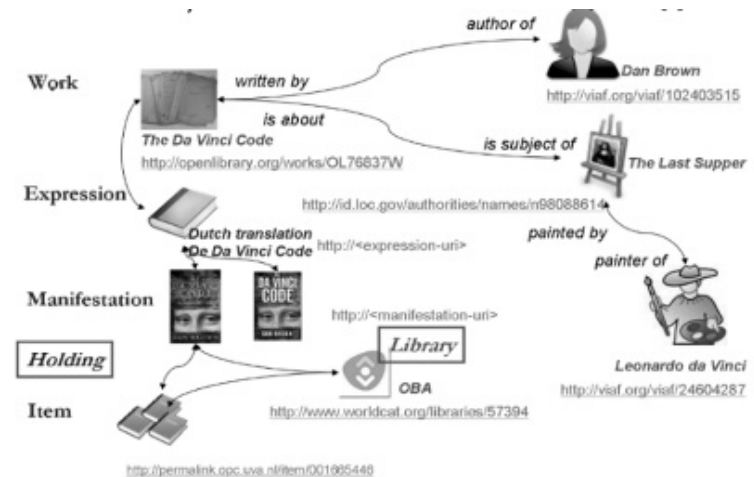 author of
Work
written by
Dan Brown
http://viaf.org/viaf/102403515
is about
The Da Vinci Code
is subject of
The Last Supper
http://openlibrary.org/works/OL76837W
Expression
http://id.loc.gov/authorities/names/n98088614
Dutch translation
De Da Vinci Code
http://<expression-uri>
painted by
painter of
Manifestation
DA VINCI
CODE
http://<manifestation-uri>
Holding
Library
Leonardo da Vinci
OBA
http://viaf.org/viaf/24604287
Item
http://www.worldcat.org/libraries/57394
http://permalink.opc.uva.nl/item/001665446